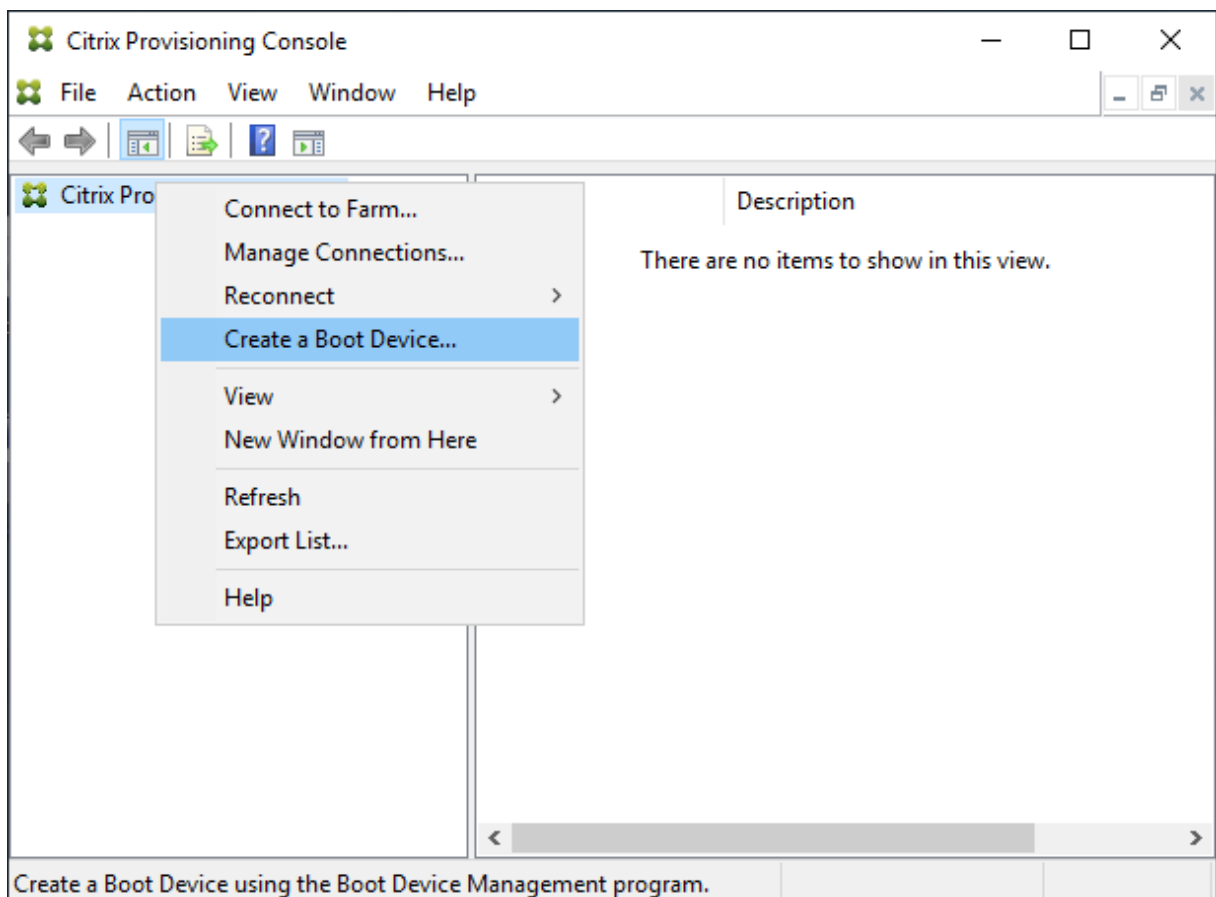 Citrix Provisioning Console
File Action View Window Help
Citrix Pro
Connect to Farm...
Manage Connections...
Reconnect
Create a Boot Device...
View
New Window from Here
Refresh
Export List...
Help
Description
There are no items to show in this view.
Create a Boot Device using the Boot Device Management program.